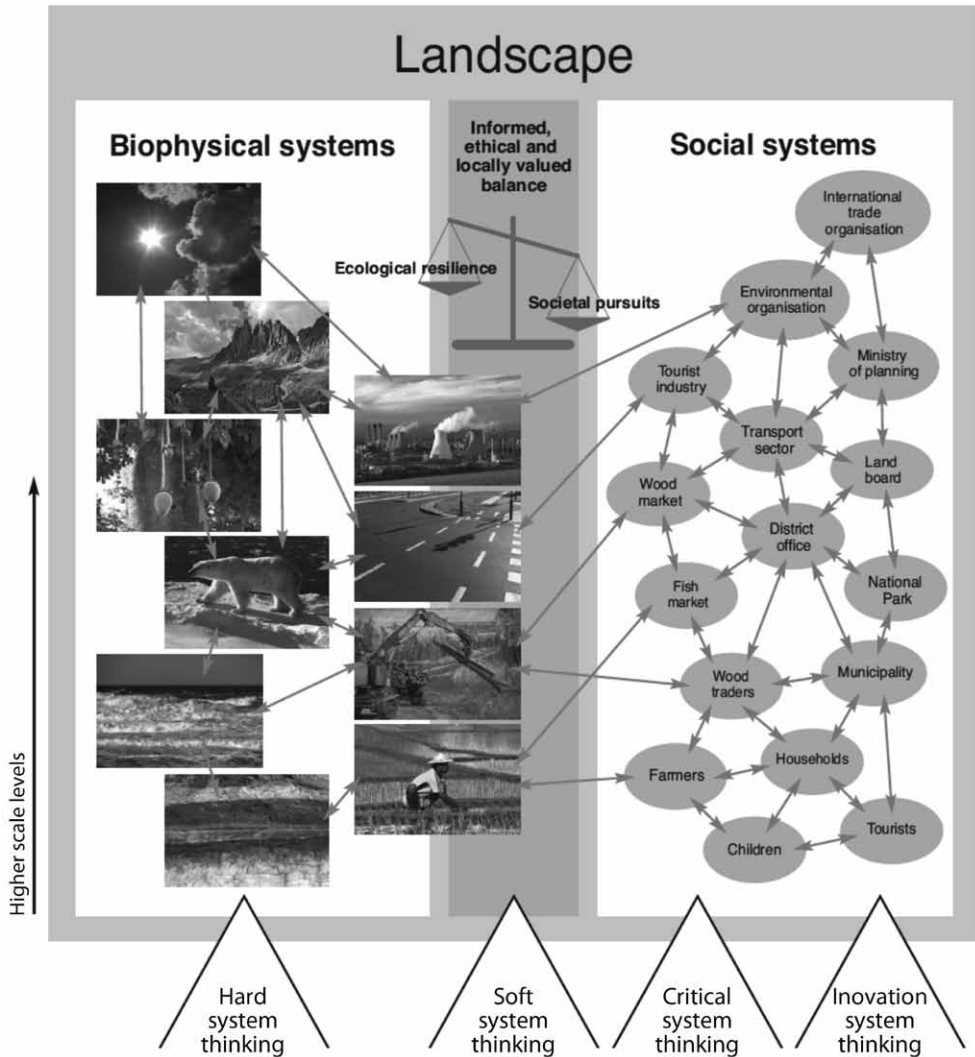 Landscape
Biophysical systems
Informed,
ethical and
locally valued
balance
Ecological resilience
Societal pursuits
Social systems
International
trade
organisation
Environmental
organisation
Ministry
of planning
Tourist
industry
Transport
sector
Land
board
Wood
market
District
office
National
Park
Fish
market
Municipality
Wood
traders
Households
Farmers
Tourists
Children
Higher scale levels
Hard
system
thinking
Soft
system
thinking
Critical
system
thinking
Inovation
system
thinking